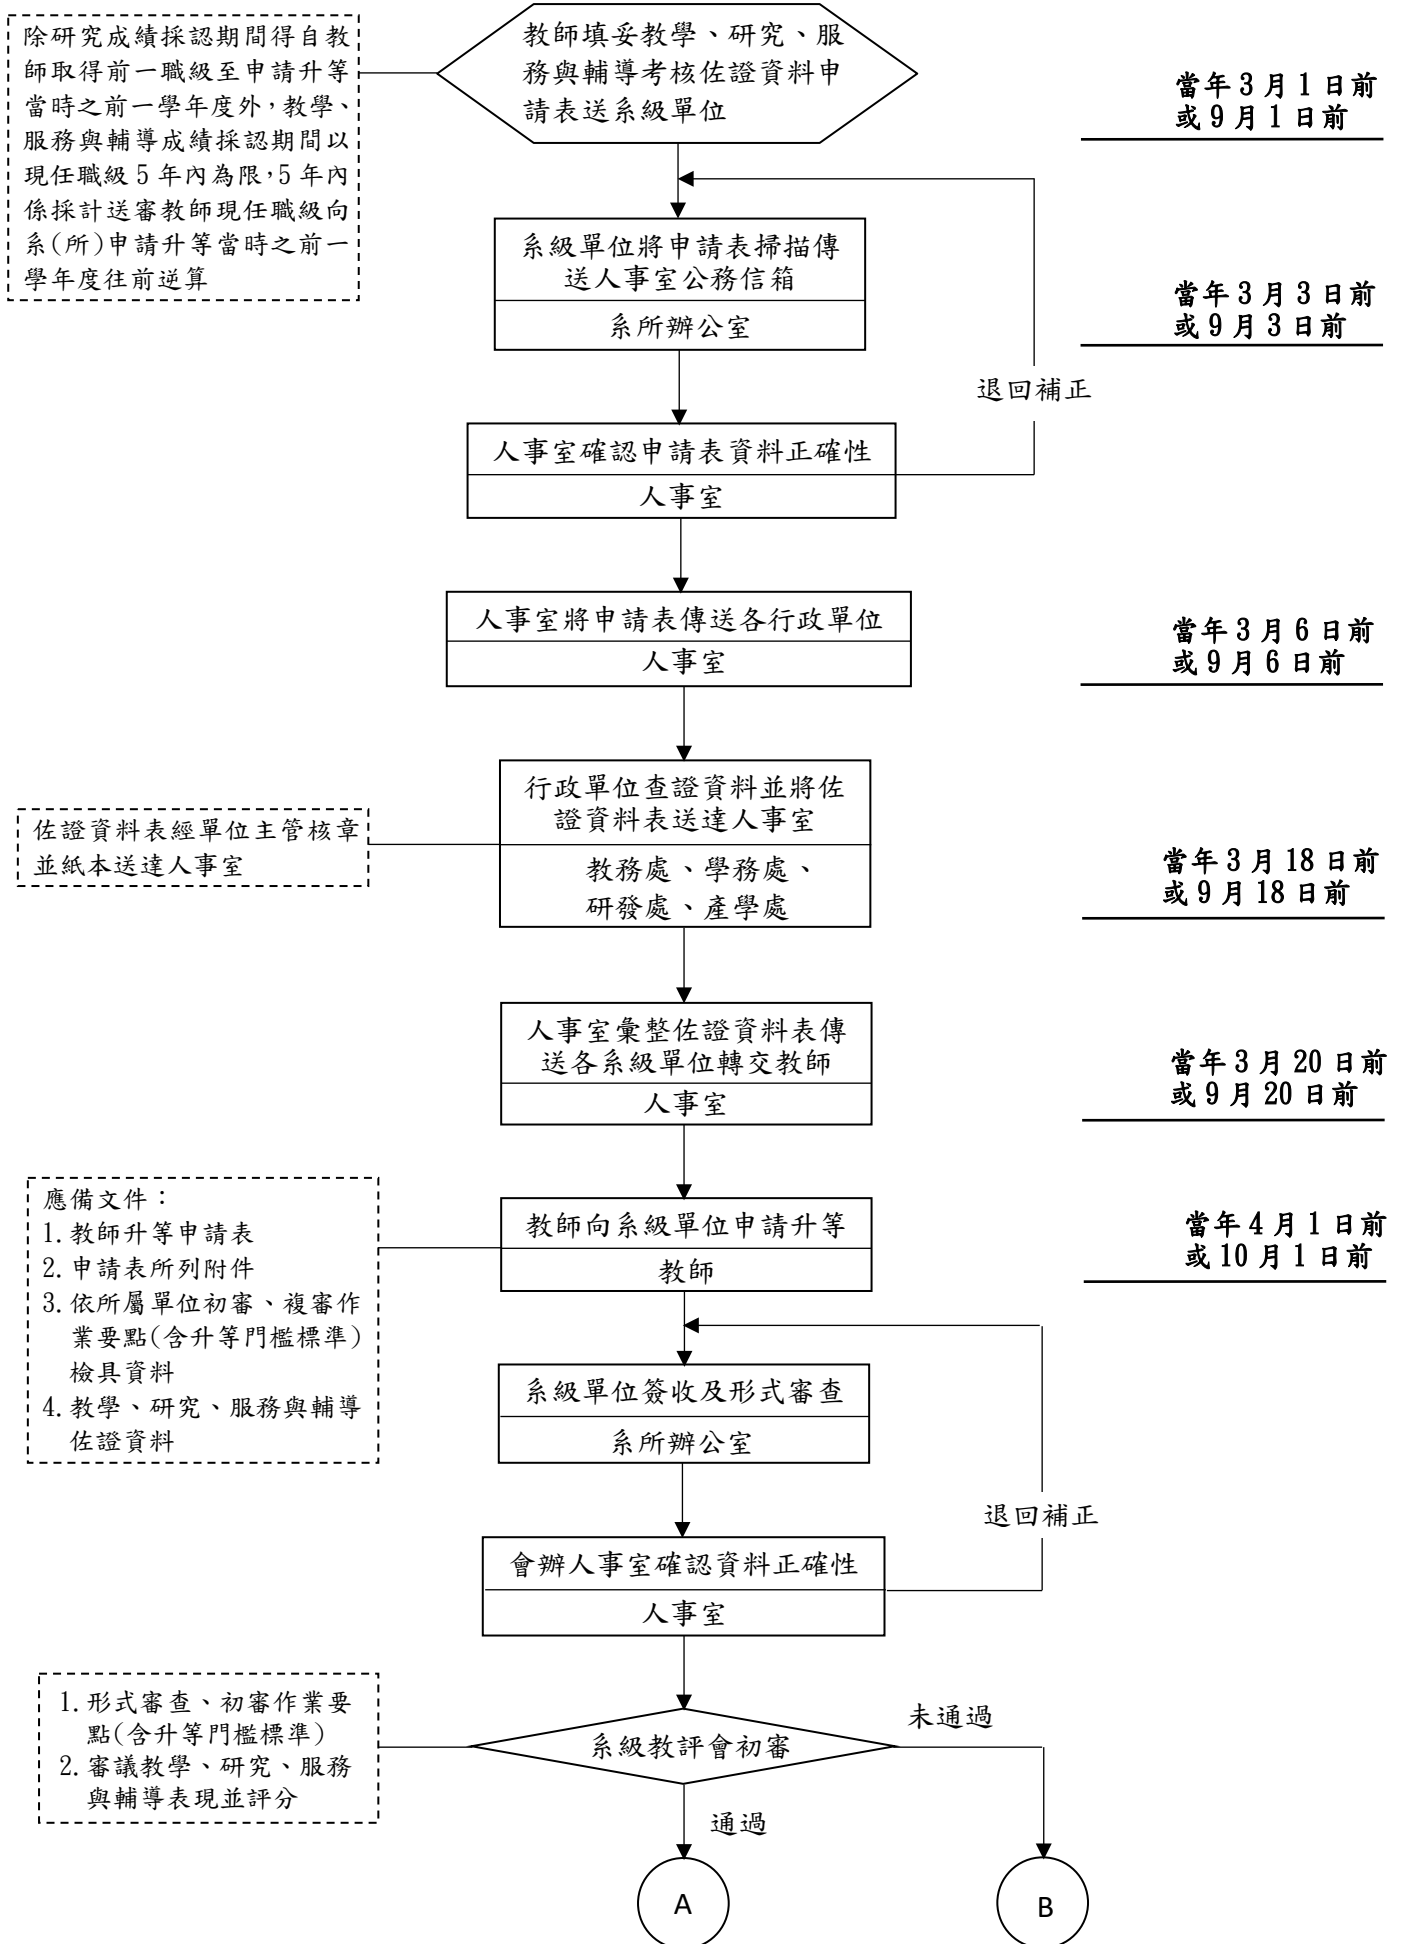 教師填妥教學、研究、服
務與輔導考核佐證資料申
請表送系級單位
除研究成績採認期間得自教
師取得前一職級至申請升等
當時之前一學年度外，教學、
服務與輔導成績採認期間以
現任職級5年內為限，5年內
係採計送審教師現任職級向
系(所)申請升等當時之前一
學年度往前逆算
當年3月1日前
或9月1日前
系級單位將申請表掃描傳
送人事室公務信箱
系所辦公室
當年3月3日前
或9月3日前
退回補正
人事室確認申請表資料正確性
人事室
人事室將申請表傳送各行政單位
人事室
當年3月6日前
或9月6日前
行政單位查證資料並將佐
證資料表送達人事室
教務處、學務處、
研發處、產學處
佐證資料表經單位主管核章
並紙本送達人事室
當年3月18日前
或9月18日前
人事室彙整佐證資料表傳
送各系級單位轉交教師
人事室
當年3月20日前
或9月20日前
應備文件：
1.教師升等申請表
2.申請表所列附件
3.依所屬單位初審、複審作
業要點(含升等門檻標準)
檢具資料
4.教學、研究、服務與輔導
佐證資料
教師向系級單位申請升等
教師
當年4月1日前
或10月1日前
系級單位簽收及形式審查
系所辦公室
退回補正
會辦人事室確認資料正確性
人事室
1.形式審查、初審作業要
點(含升等門檻標準)
2.審議教學、研究、服務
與輔導表現並評分
系級教評會初審
未通過
通過
A
B